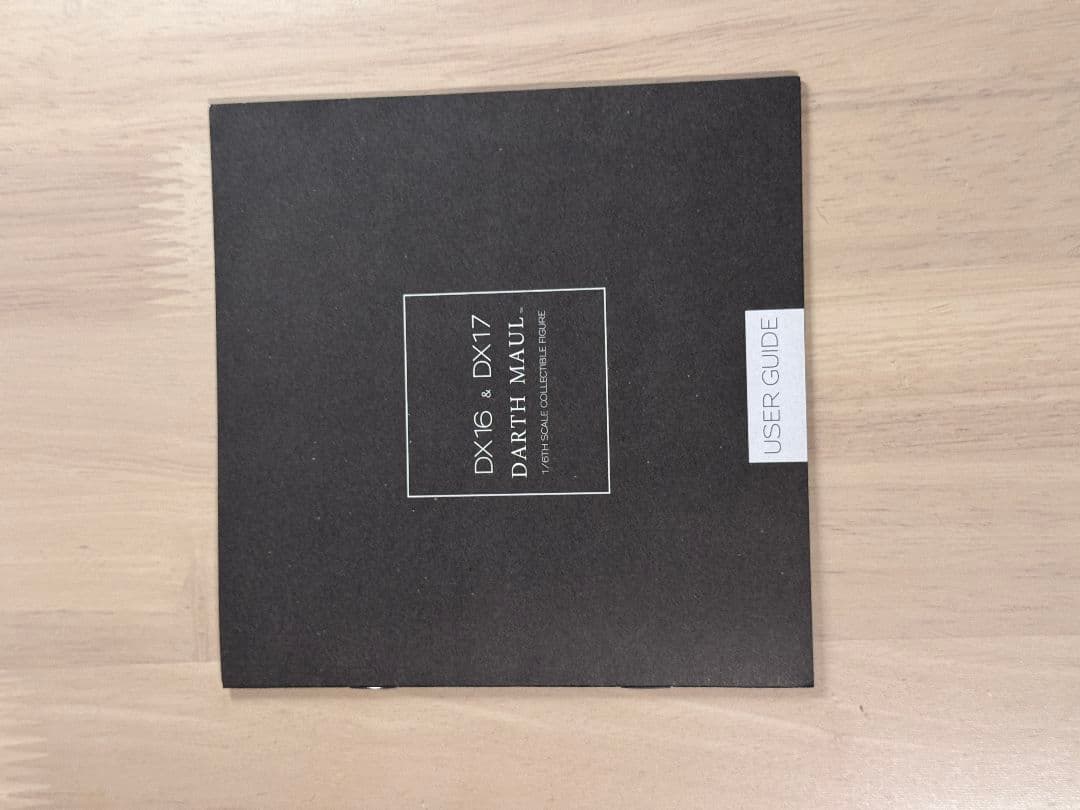 DX16 & DX17
DARTH MAUL™
1/6TH SCALE COLLECTIBLE FIGURE
USER GUIDE